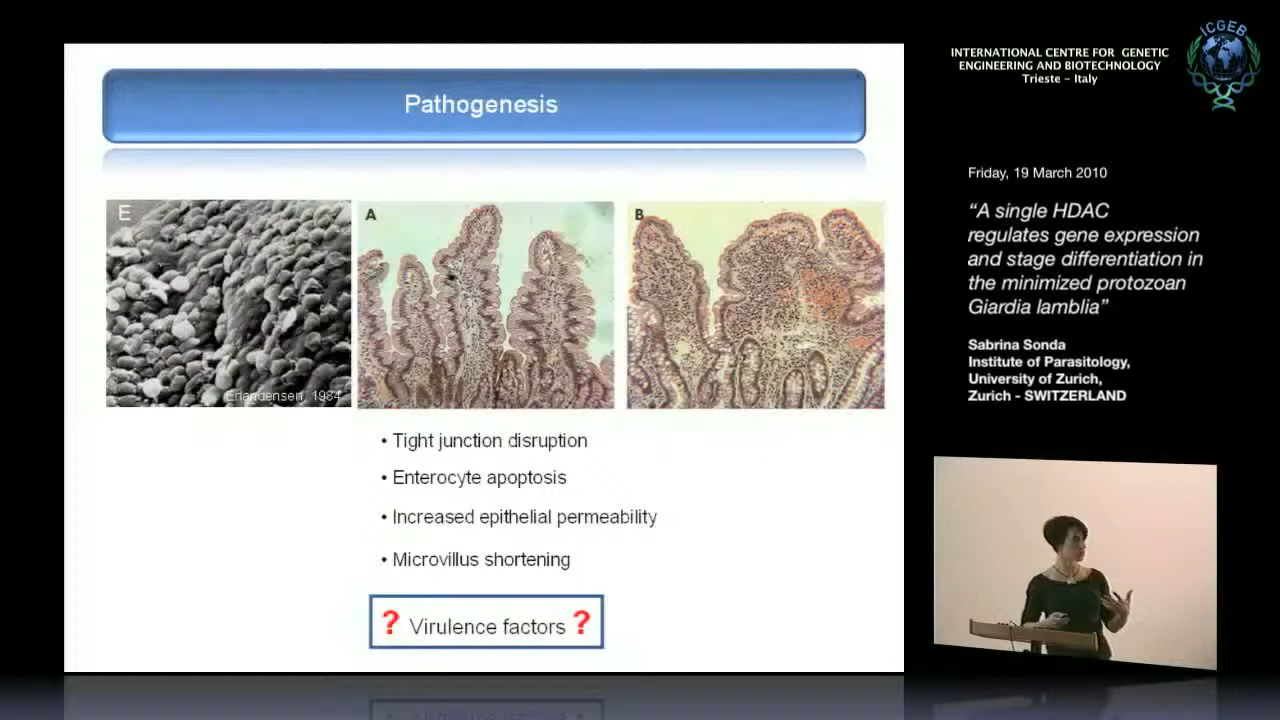 Pathogenesis
E
A
B
Erlandensen, 1984
• Tight junction disruption
• Enterocyte apoptosis
• Increased epithelial permeability
• Microvillus shortening
? Virulence factors ?
INTERNATIONAL CENTRE FOR GENETIC
ENGINEERING AND BIOTECHNOLOGY
Trieste - Italy
ICGEB
Friday, 19 March 2010
“A single HDAC
regulates gene expression
and stage differentiation in
the minimized protozoan
Giardia lamblia”
Sabrina Sonda
Institute of Parasitology,
University of Zurich,
Zurich - SWITZERLAND